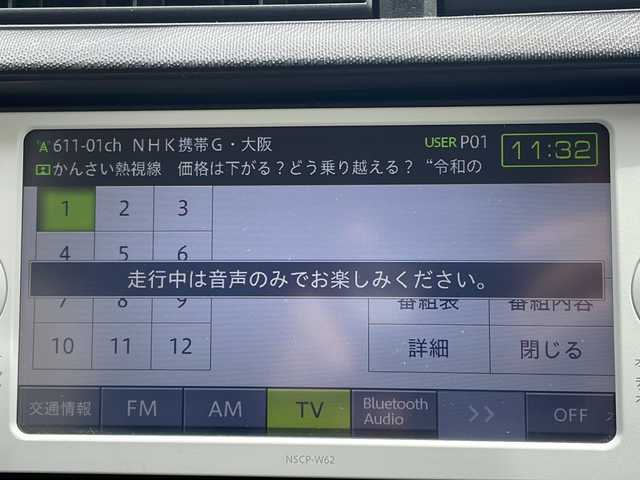 611-01ch NHK携帯G・大阪 USER P01 11:32
かんさい熱視線 価格は下がる?どう乗り越える? “令和の
1 2 3
4 5 6
走行中は音声のみでお楽しみください。
7 8 9 番組表 番組内容
10 11 12 詳細 閉じる
交通情報 FM AM TV Bluetooth Audio >> OFF
NSCP-W62